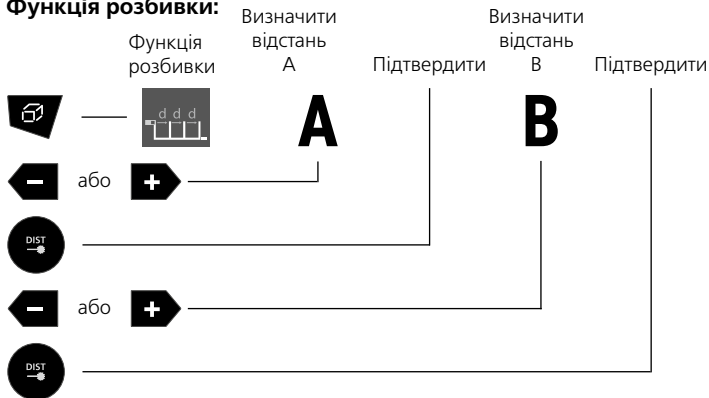 Функція розбивки:
Функція
розбивки
Визначити
відстань
A
Підтвердити
Визначити
відстань
B
Підтвердити
d d d
A
B
− або +
DIST
− або +
DIST